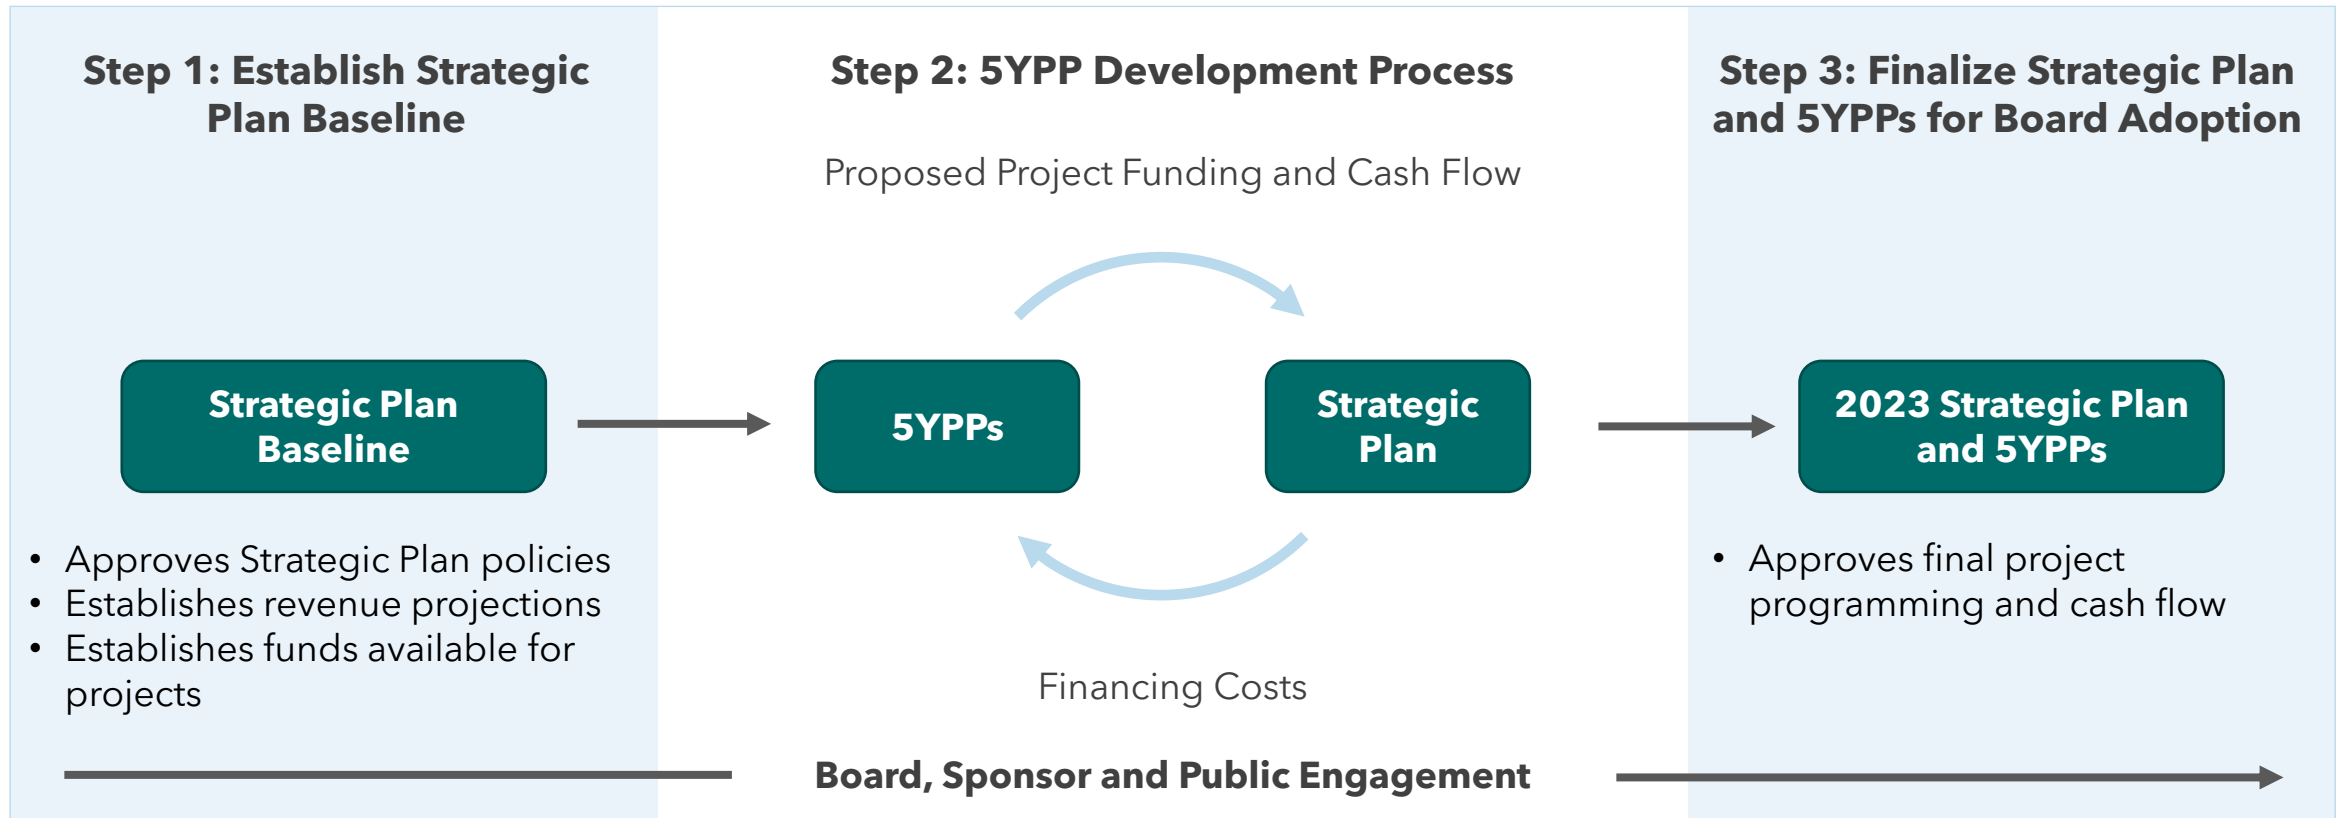 Step 1: Establish Strategic
Plan Baseline
Strategic Plan
Baseline
• Approves Strategic Plan policies
• Establishes revenue projections
• Establishes funds available for
projects
Step 2: 5YPP Development Process
Proposed Project Funding and Cash Flow
5YPPs
Strategic
Plan
Financing Costs
Step 3: Finalize Strategic Plan
and 5YPPs for Board Adoption
2023 Strategic Plan
and 5YPPs
• Approves final project
programming and cash flow
Board, Sponsor and Public Engagement